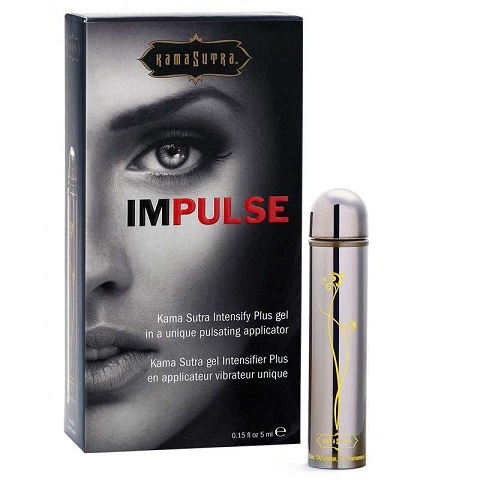 KAMASUTRA®
IMPULSE
Kama Sutra Intensify Plus gel
in a unique pulsating applicator
Kama Sutra gel Intensifier Plus
en applicateur vibrateur unique
0.15 fl oz 5 ml ℮
KAMASUTRA